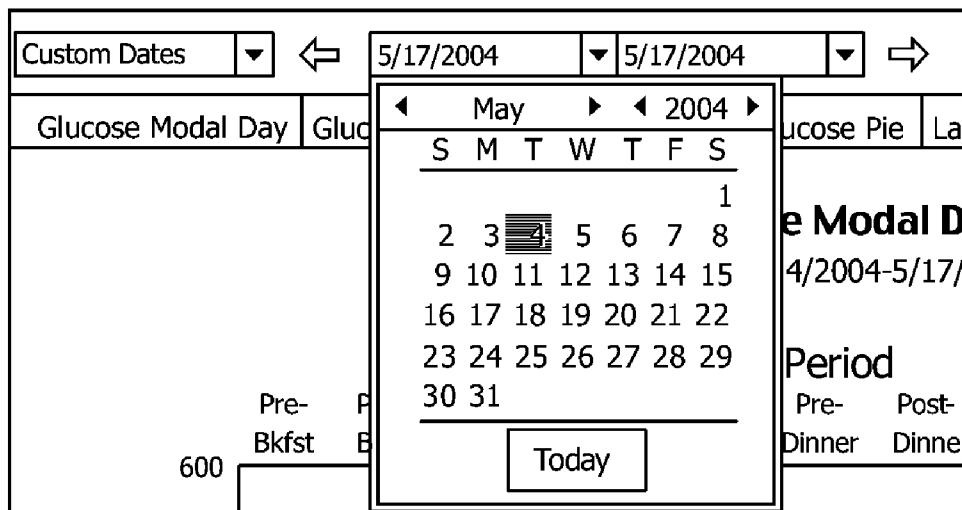 Custom Dates 5/17/2004 5/17/2004
Glucose Modal Day Gluc ucose Pie La
May 2004
S M T W T F S
1
2 3 4 5 6 7 8
9 10 11 12 13 14 15
16 17 18 19 20 21 22
23 24 25 26 27 28 29
30 31
Today
e Modal D
4/2004-5/17/
Period
Pre- P Pre- Post-
Bkfst B Dinner Dinne
600